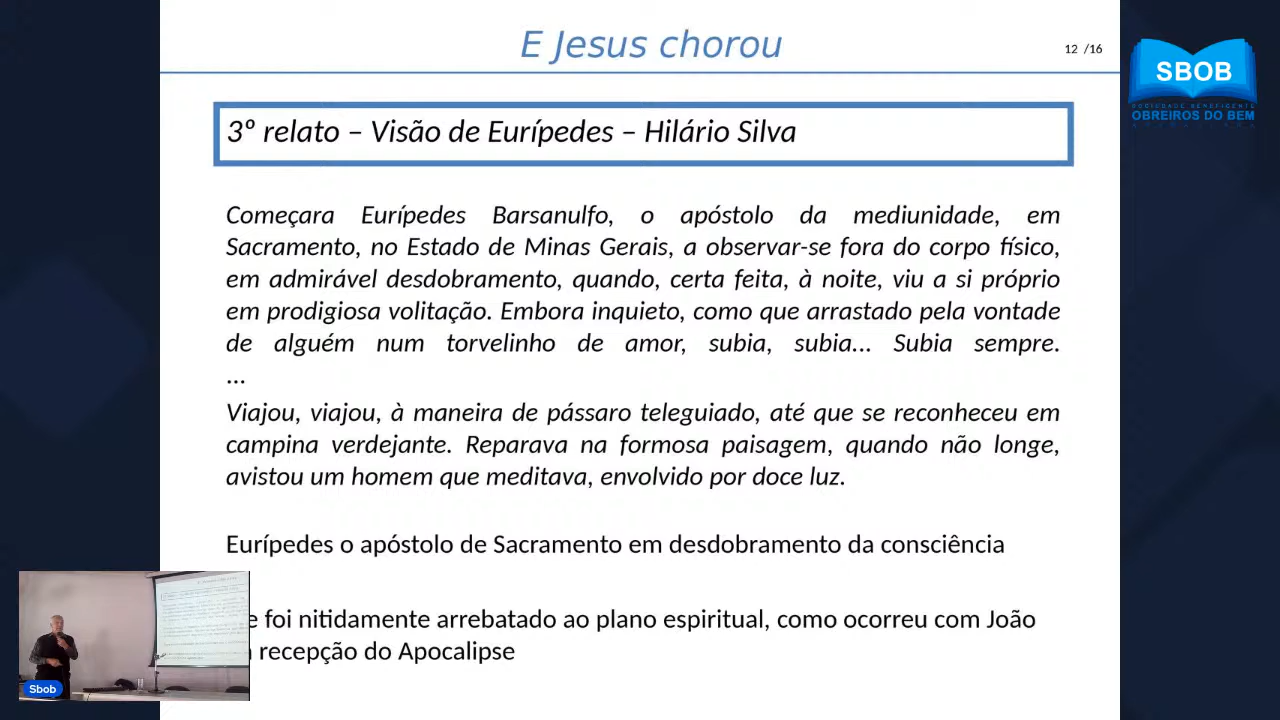 E Jesus chorou
12 /16
SBOB
SOCIEDADE BENEFICENTE
OBREIROS DO BEM
3º relato – Visão de Eurípedes – Hilário Silva
Começara Eurípedes Barsanulfo, o apóstolo da mediunidade, em
Sacramento, no Estado de Minas Gerais, a observar-se fora do corpo físico,
em admirável desdobramento, quando, certa feita, à noite, viu a si próprio
em prodigiosa volitação. Embora inquieto, como que arrastado pela vontade
de alguém num torvelinho de amor, subia, subia... Subia sempre.
...
Viajou, viajou, à maneira de pássaro teleguiado, até que se reconheceu em
campina verdejante. Reparava na formosa paisagem, quando não longe,
avistou um homem que meditava, envolvido por doce luz.
Eurípedes o apóstolo de Sacramento em desdobramento da consciência
e foi nitidamente arrebatado ao plano espiritual, como ocorreu com João
recepção do Apocalipse
Sbob